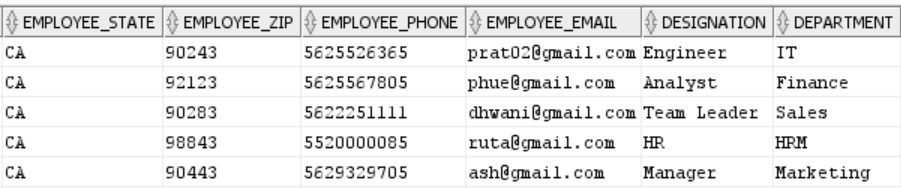 EMPLOYEE_STATE EMPLOYEE_ZIP EMPLOYEE_PHONE EMPLOYEE_EMAIL DESIGNATION DEPARTMENT
CA 90243 5625526365 prat02@gmail.com Engineer IT
CA 92123 5625567805 phue@gmail.com Analyst Finance
CA 90283 5622251111 dhwani@gmail.com Team Leader Sales
CA 98843 5520000085 ruta@gmail.com HR HRM
CA 90443 5629329705 ash@gmail.com Manager Marketing